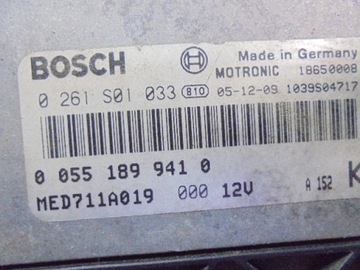 BOSCH
Made in Germany
MOTRONIC 18650008
0 261 S01 033 810 05-12-09 1039S04717
0 055 189 941 0 K
MED711A019 000 12V A 152